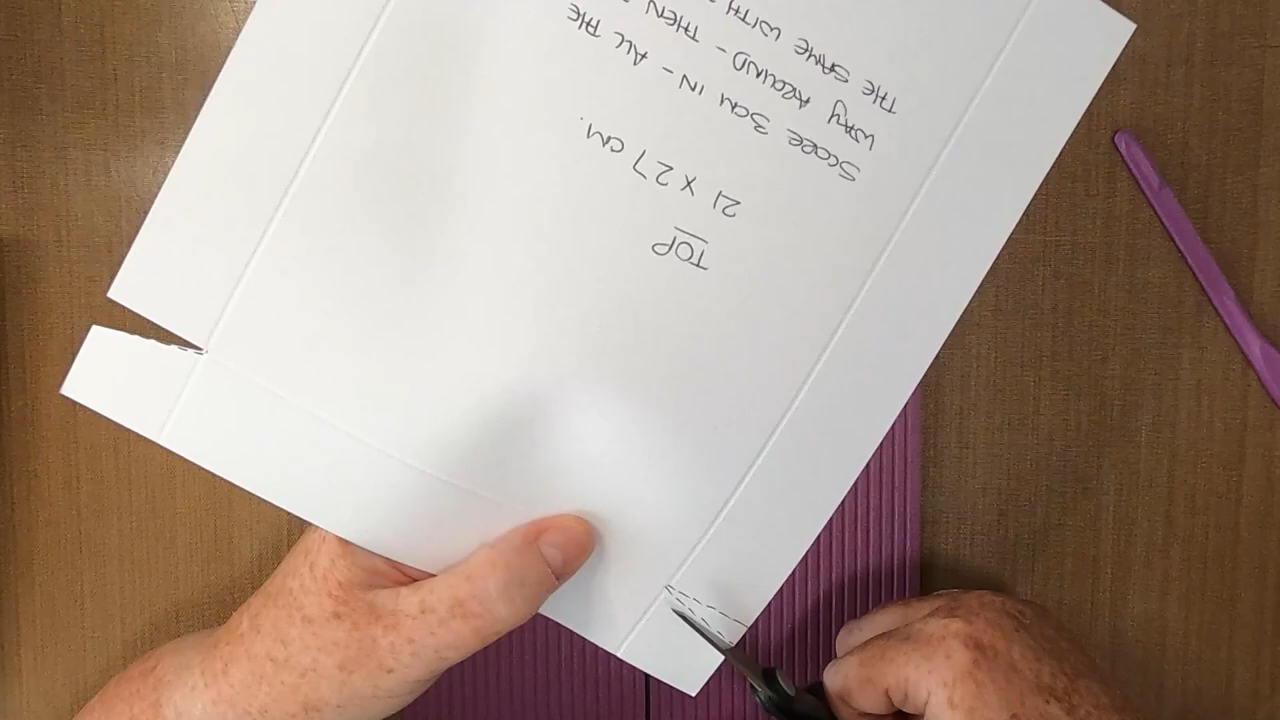 TOP
21 x 27 cm.
SCORE 3cm IN - ALL THE
WAY AROUND - THEN
THE SAME WITH